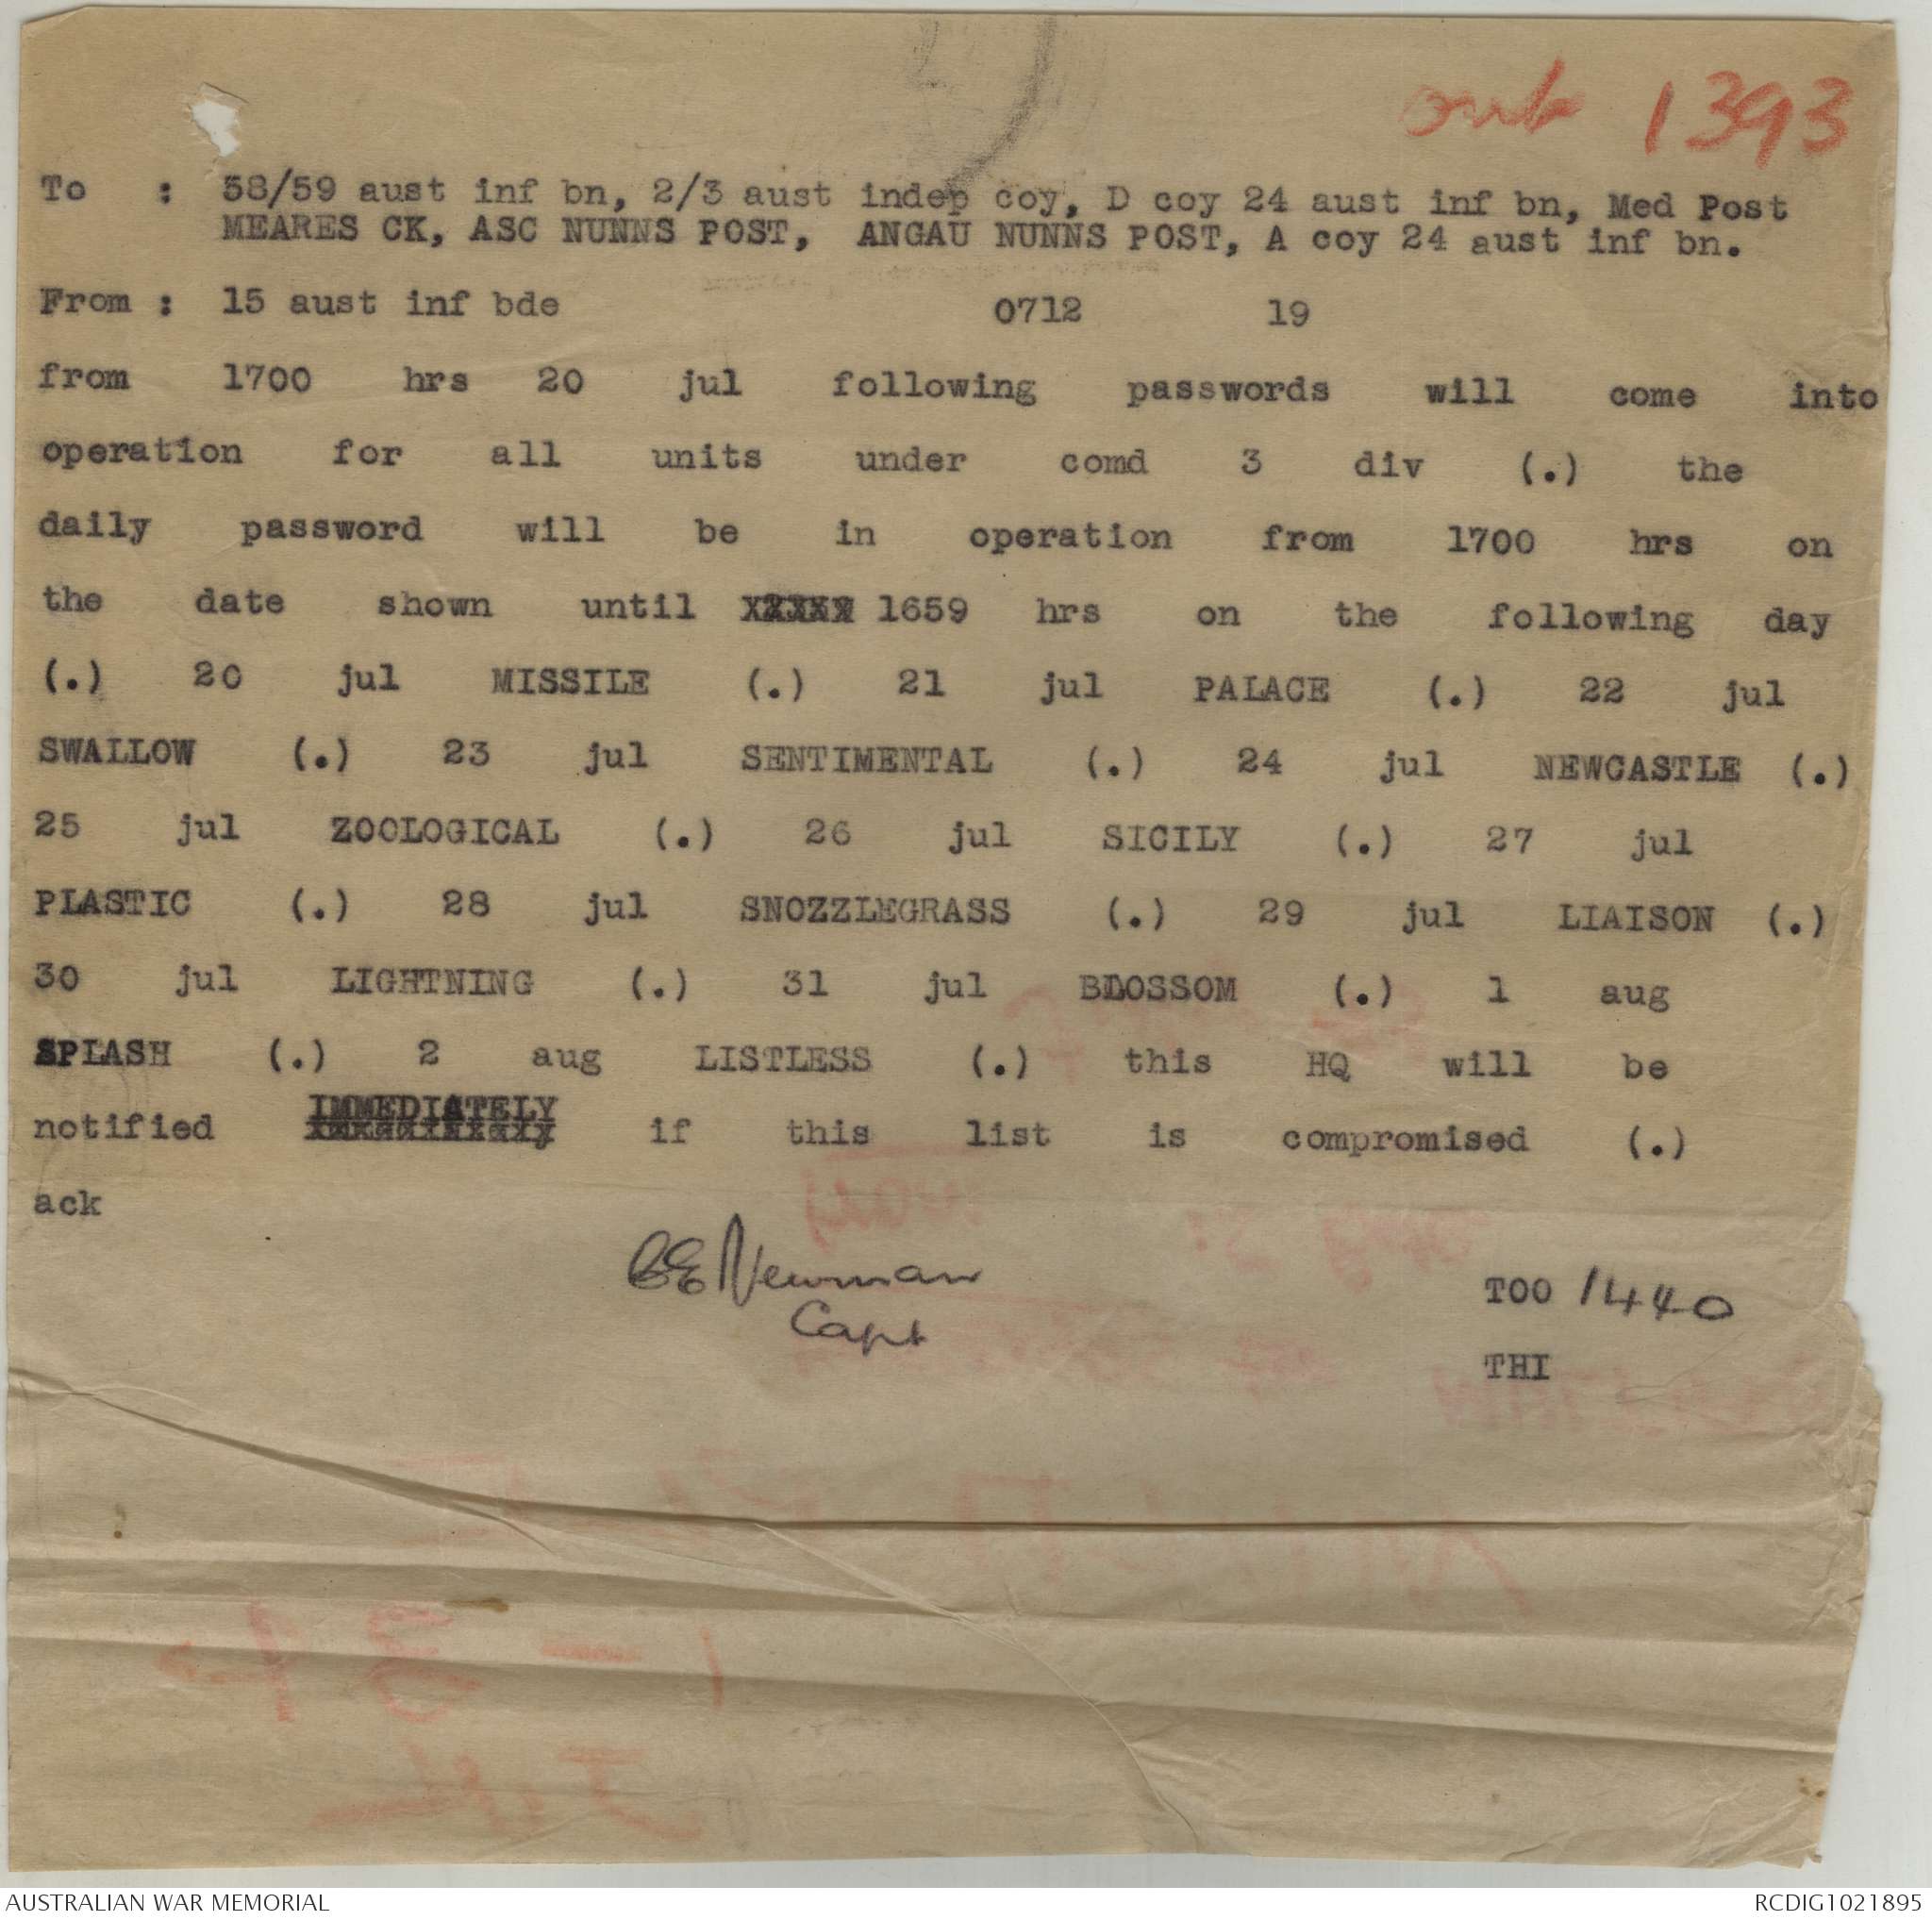 out 1393
To : 58/59 aust inf bn, 2/3 aust indep coy, D coy 24 aust inf bn, Med Post
MEARES CK, ASC NUNNS POST, ANGAU NUNNS POST, A coy 24 aust inf bn.
From : 15 aust inf bde 0712 19
from 1700 hrs 20 jul following passwords will come into
operation for all units under comd 3 div (.) the
daily password will be in operation from 1700 hrs on
the date shown until 1659 hrs on the following day
(.) 20 jul MISSILE (.) 21 jul PALACE (.) 22 jul
SWALLOW (.) 23 jul SENTIMENTAL (.) 24 jul NEWCASTLE (.)
25 jul ZOOLOGICAL (.) 26 jul SICILY (.) 27 jul
PLASTIC (.) 28 jul SNOZZLEGRASS (.) 29 jul LIAISON (.)
30 jul LIGHTNING (.) 31 jul BLOSSOM (.) 1 aug
SPLASH (.) 2 aug LISTLESS (.) this HQ will be
notified IMMEDIATELY if this list is compromised (.)
ack
Newman
Capt
TOO 1440
THI
AUSTRALIAN WAR MEMORIAL
RCDIG1021895